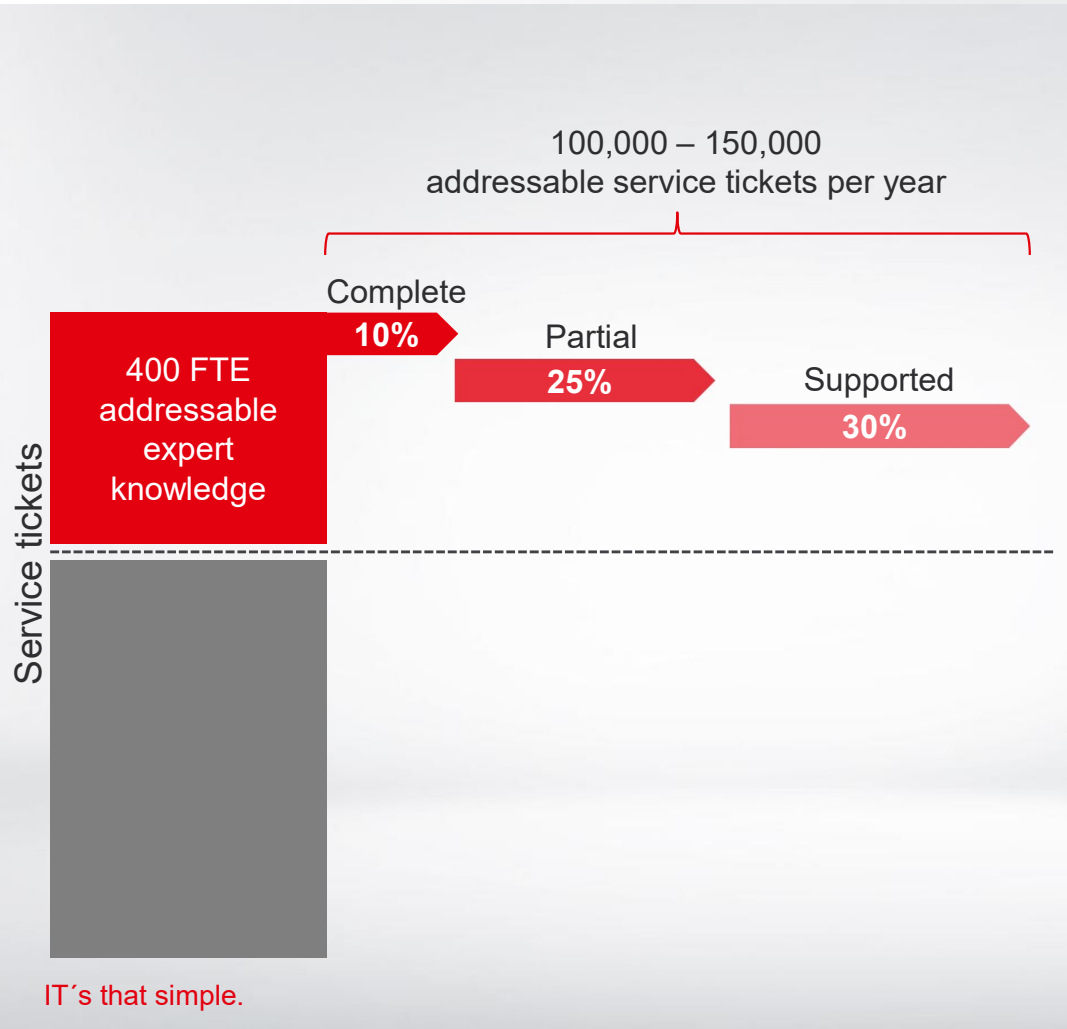 100,000 – 150,000
addressable service tickets per year
Complete
10%
Partial
25%
Supported
30%
400 FTE
addressable
expert
knowledge
Service tickets
IT´s that simple.